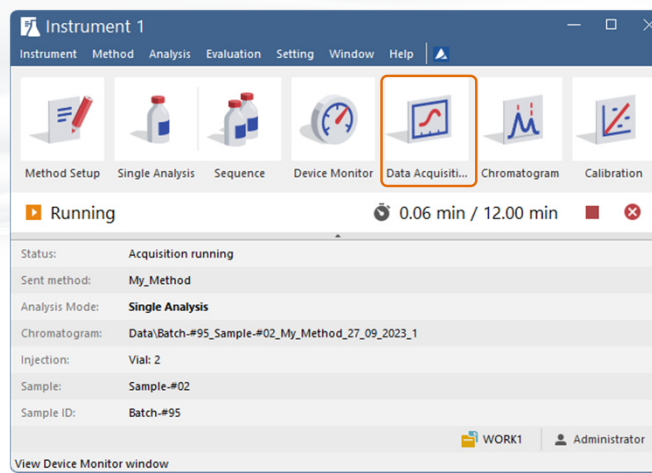 Instrument 1
Instrument Method Analysis Evaluation Setting Window Help
Method Setup Single Analysis Sequence Device Monitor Data Acquisiti... Chromatogram Calibration
Running 0.06 min / 12.00 min
Status: Acquisition running
Sent method: My_Method
Analysis Mode: Single Analysis
Chromatogram: Data\Batch-#95_Sample-#02_My_Method_27_09_2023_1
Injection: Vial: 2
Sample: Sample-#02
Sample ID: Batch-#95
WORK1 Administrator
View Device Monitor window